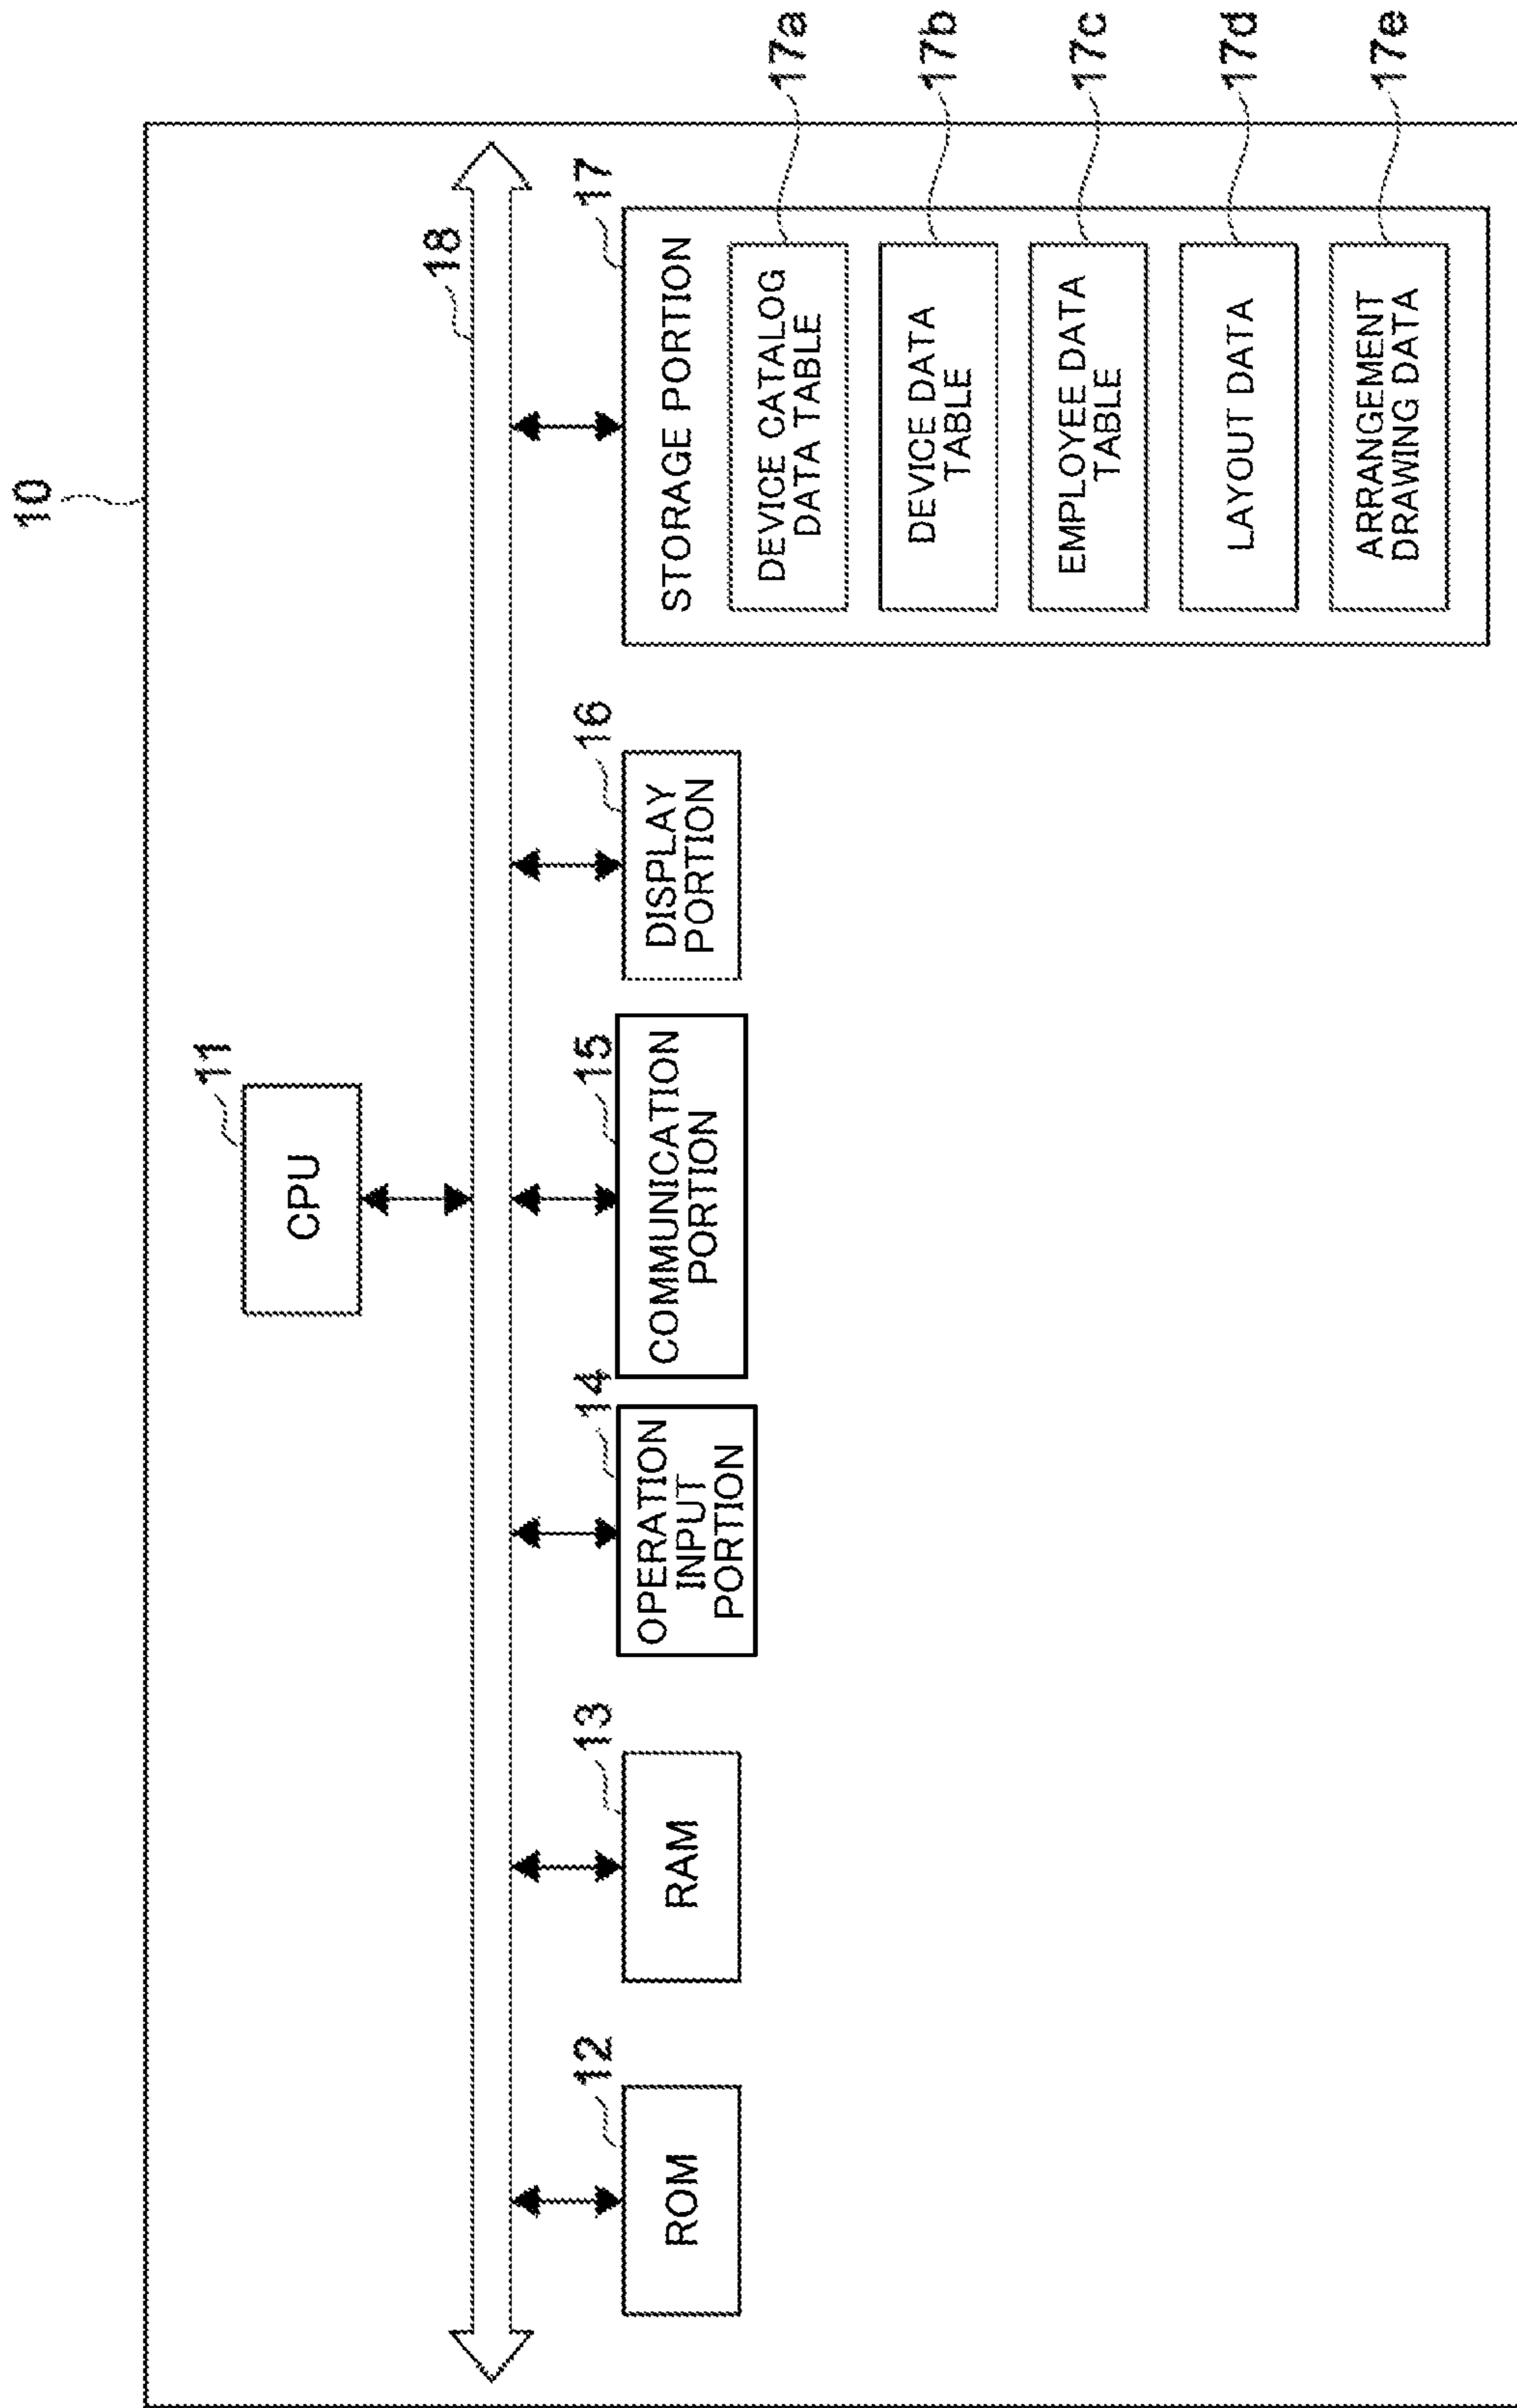 10
11
CPU
18
12
ROM
13
RAM
14
OPERATION
INPUT
PORTION
15
COMMUNICATION
PORTION
16
DISPLAY
PORTION
17
STORAGE PORTION
DEVICE CATALOG
DATA TABLE
17a
DEVICE DATA
TABLE
17b
EMPLOYEE DATA
TABLE
17c
LAYOUT DATA
17d
ARRANGEMENT
DRAWING DATA
17e